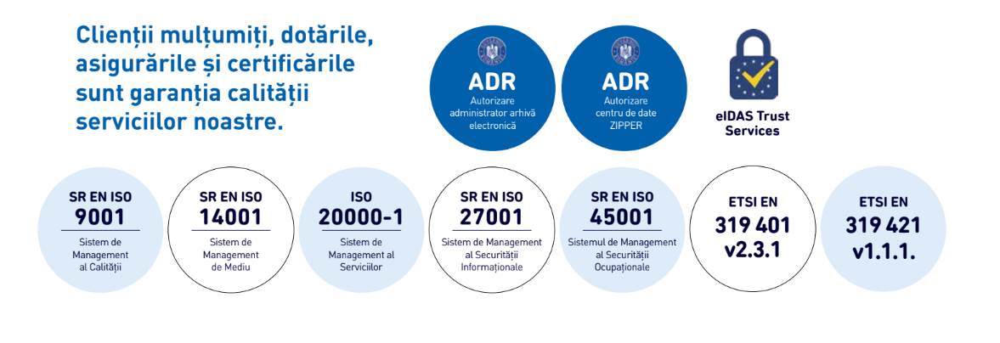 Clienții mulțumiți, dotările,
asigurările și certificările
sunt garanția calității
serviciilor noastre.
ADR
Autorizare
administrator arhivă
electronică
ADR
Autorizare
centru de date
ZIPPER
eIDAS Trust
Services
SR EN ISO
9001
Sistem de
Management
al Calității
SR EN ISO
14001
Sistem de
Management
de Mediu
ISO
20000-1
Sistem de
Management al
Serviciilor
SR EN ISO
27001
Sistem de Management
al Securității
Informaționale
SR EN ISO
45001
Sistemul de Management
al Securității
Ocupaționale
ETSI EN
319 401
v2.3.1
ETSI EN
319 421
v1.1.1.